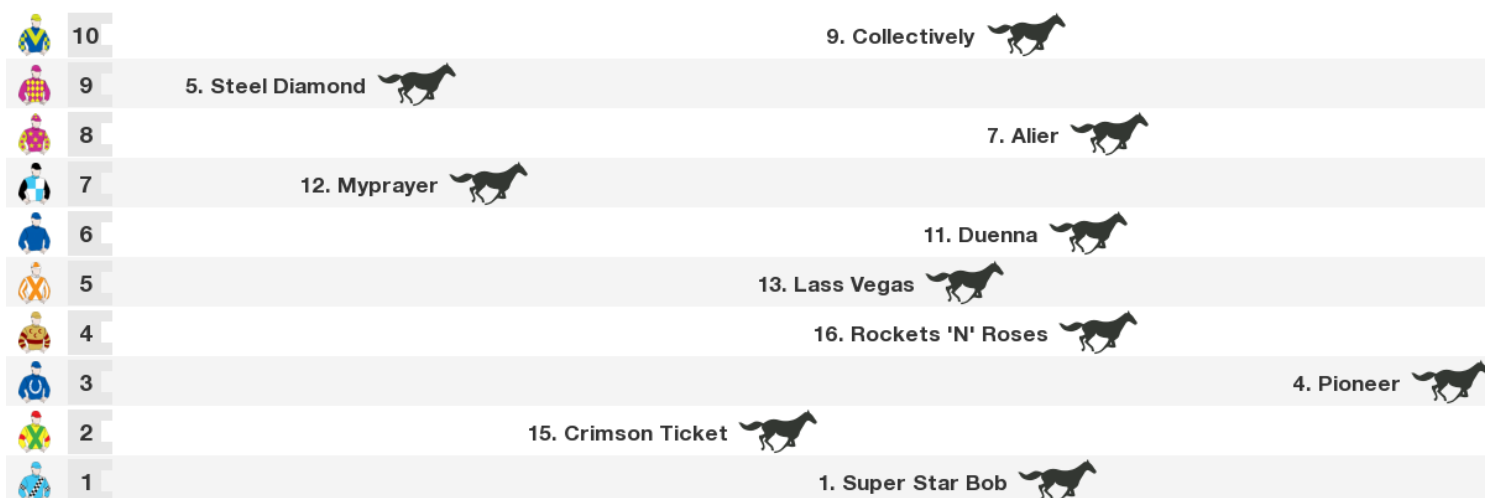 10 9. Collectively
9 5. Steel Diamond
8 7. Alier
7 12. Myprayer
6 11. Duenna
5 13. Lass Vegas
4 16. Rockets 'N' Roses
3 4. Pioneer
2 15. Crimson Ticket
1 1. Super Star Bob